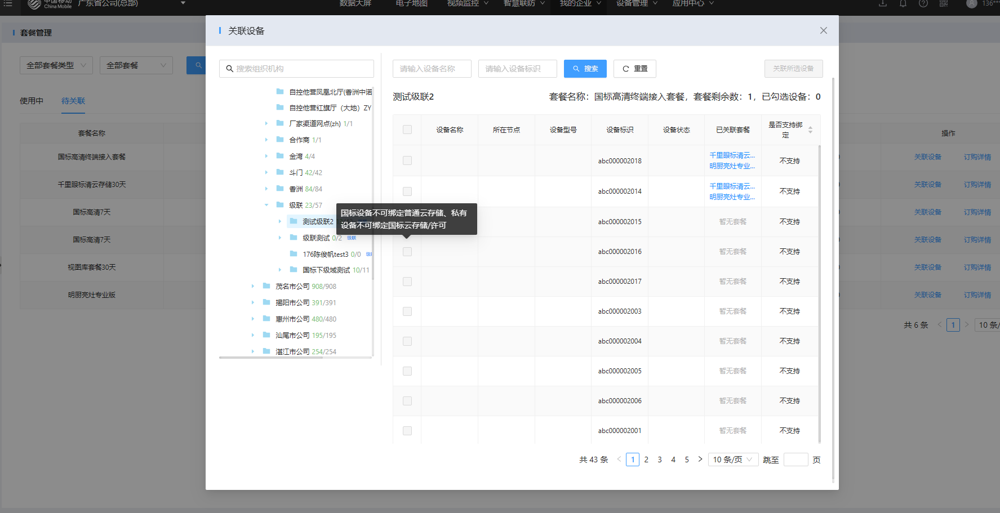 中国移动
China Mobile
广东省公司(总部)
数据大屏
电子地图
视频监控
智慧联防
我的企业
设备管理
应用中心
136**
套餐管理
全部套餐类型
全部套餐
使用中
待关联
套餐名称
国标高清终端接入套餐
千里眼标清云存储30天
国标高清7天
国标高清7天
视图库套餐30天
明厨亮灶专业版
关联设备
搜索组织机构
自控他营凤凰北厅(香洲中诺
自控他营红旗厅（大地）ZY
厂家渠道网点(zh) 1/1
合作商 1/1
金湾 4/4
斗门 42/42
香洲 84/84
级联 23/57
测试级联2
级联测试 0/2 级联
176陈俊帆test3 0/0
国标下级域测试 10/11
茂名市公司 908/908
揭阳市公司 391/391
惠州市公司 480/480
汕尾市公司 195/195
湛江市公司 254/254
国标设备不可绑定普通云存储、私有
设备不可绑定国标云存储/许可
请输入设备名称
请输入设备标识
搜索
重置
关联所选设备
测试级联2
套餐名称：国标高清终端接入套餐，套餐剩余数：1，已勾选设备：0
设备名称 所在节点 设备型号 设备标识 设备状态 已关联套餐 是否支持绑
定
abc000002018 千里眼标清云... 不支持
明厨亮灶专业...
abc000002014 千里眼标清云... 不支持
明厨亮灶专业...
abc000002015 暂无套餐 不支持
abc000002016 暂无套餐 不支持
abc000002017 暂无套餐 不支持
abc000002003 暂无套餐 不支持
abc000002004 暂无套餐 不支持
abc000002005 暂无套餐 不支持
abc000002006 暂无套餐 不支持
abc000002001 暂无套餐 不支持
共 43 条 1 2 3 4 5 10 条/页 跳至 页
操作
关联设备 订购详情
关联设备 订购详情
关联设备 订购详情
关联设备 订购详情
关联设备 订购详情
关联设备 订购详情
共 6 条 1 10 条/